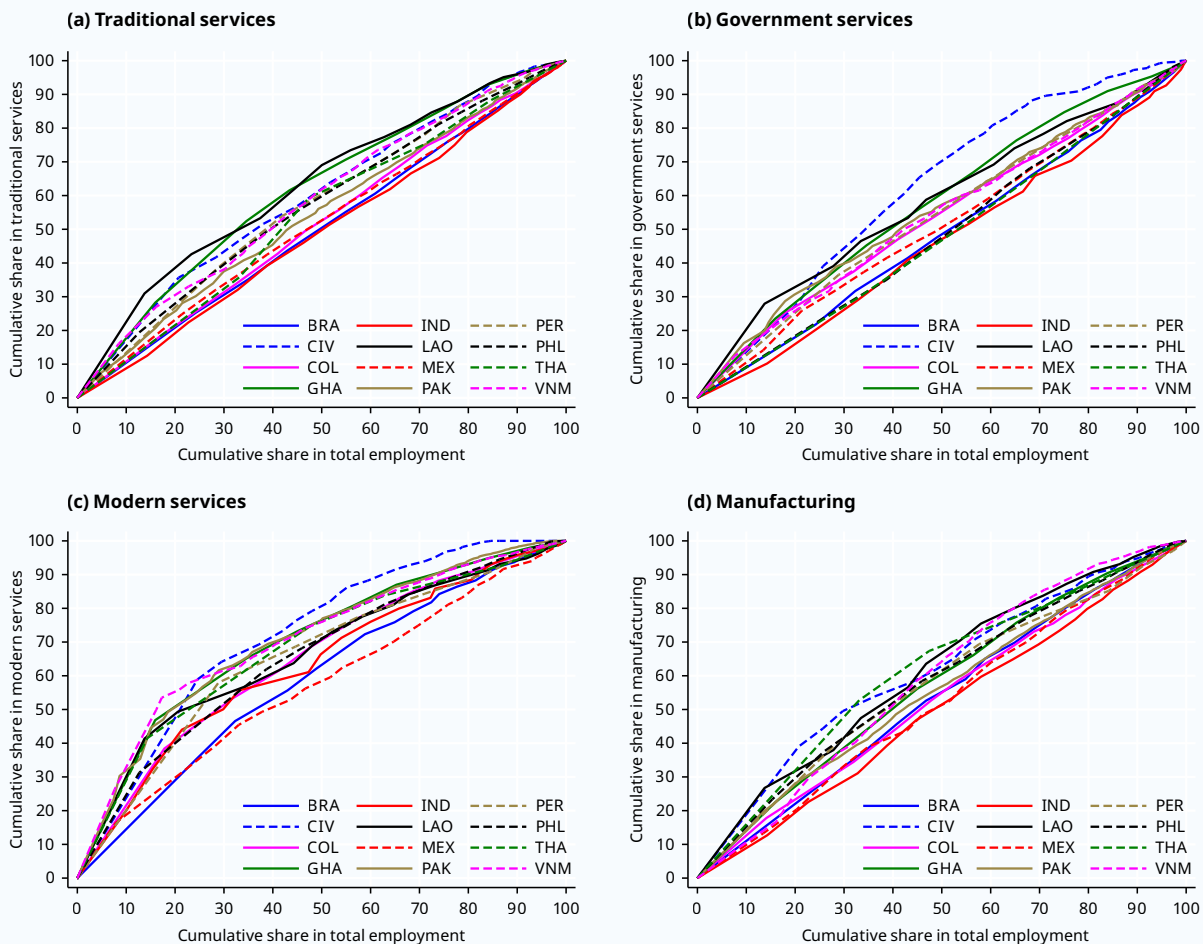 (a) Traditional services
Cumulative share in traditional services
100
90
80
70
60
50
40
30
20
10
0
BRA IND PER
CIV LAO PHL
COL MEX THA
GHA PAK VNM
0 10 20 30 40 50 60 70 80 90 100
Cumulative share in total employment
(b) Government services
Cumulative share in government services
100
90
80
70
60
50
40
30
20
10
0
BRA IND PER
CIV LAO PHL
COL MEX THA
GHA PAK VNM
0 10 20 30 40 50 60 70 80 90 100
Cumulative share in total employment
(c) Modern services
Cumulative share in modern services
100
90
80
70
60
50
40
30
20
10
0
BRA IND PER
CIV LAO PHL
COL MEX THA
GHA PAK VNM
0 10 20 30 40 50 60 70 80 90 100
Cumulative share in total employment
(d) Manufacturing
Cumulative share in manufacturing
100
90
80
70
60
50
40
30
20
10
0
BRA IND PER
CIV LAO PHL
COL MEX THA
GHA PAK VNM
0 10 20 30 40 50 60 70 80 90 100
Cumulative share in total employment